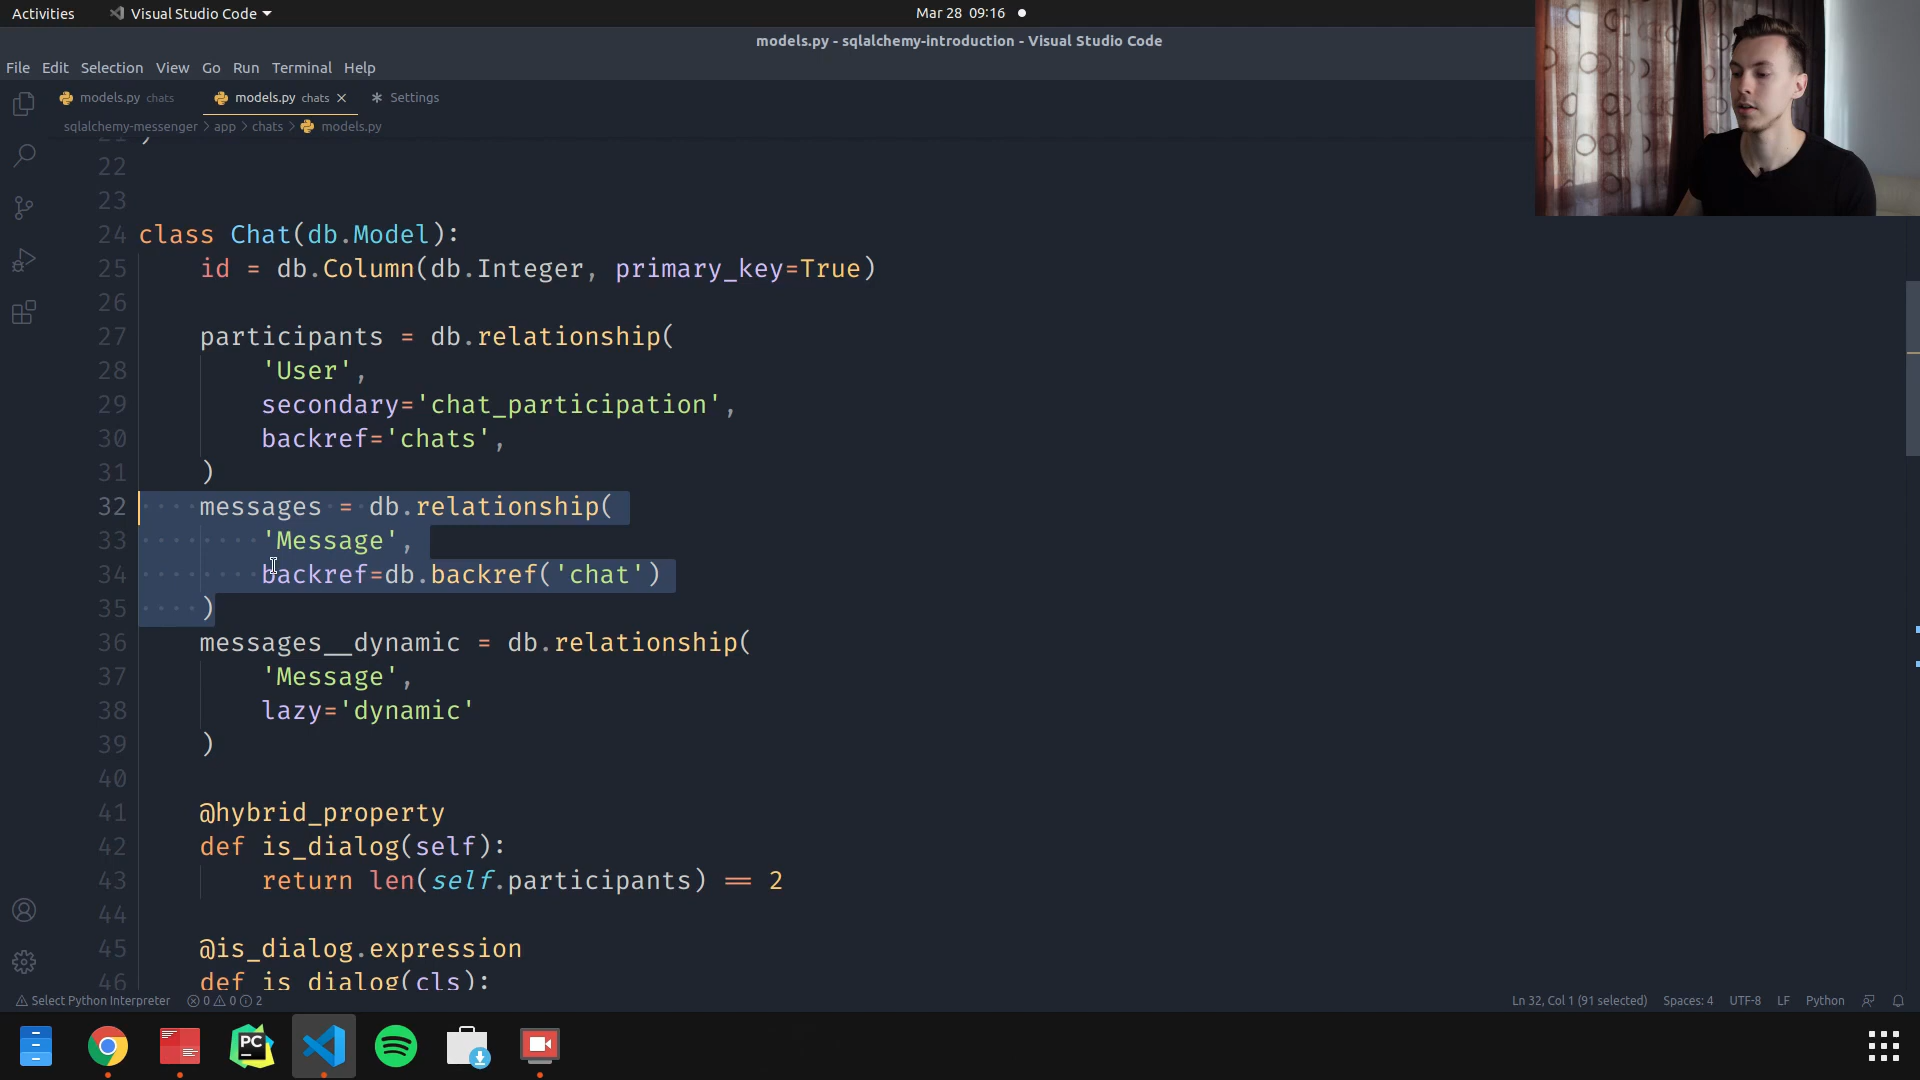 Activities
Visual Studio Code
Mar 28 09:16
models.py - sqlalchemy-introduction - Visual Studio Code
File Edit Selection View Go Run Terminal Help
models.py chats
models.py chats
Settings
sqlalchemy-messenger > app > chats > models.py
22
23
24 class Chat(db.Model):
25 id = db.Column(db.Integer, primary_key=True)
26
27 participants = db.relationship(
28 'User',
29 secondary='chat_participation',
30 backref='chats',
31 )
32 messages = db.relationship(
33 'Message',
34 backref=db.backref('chat')
35 )
36 messages__dynamic = db.relationship(
37 'Message',
38 lazy='dynamic'
39 )
40
41 @hybrid_property
42 def is_dialog(self):
43 return len(self.participants) == 2
44
45 @is_dialog.expression
46 def is_dialog(cls):
Select Python Interpreter 0 0 2
Ln 32, Col 1 (91 selected) Spaces: 4 UTF-8 LF Python
PC